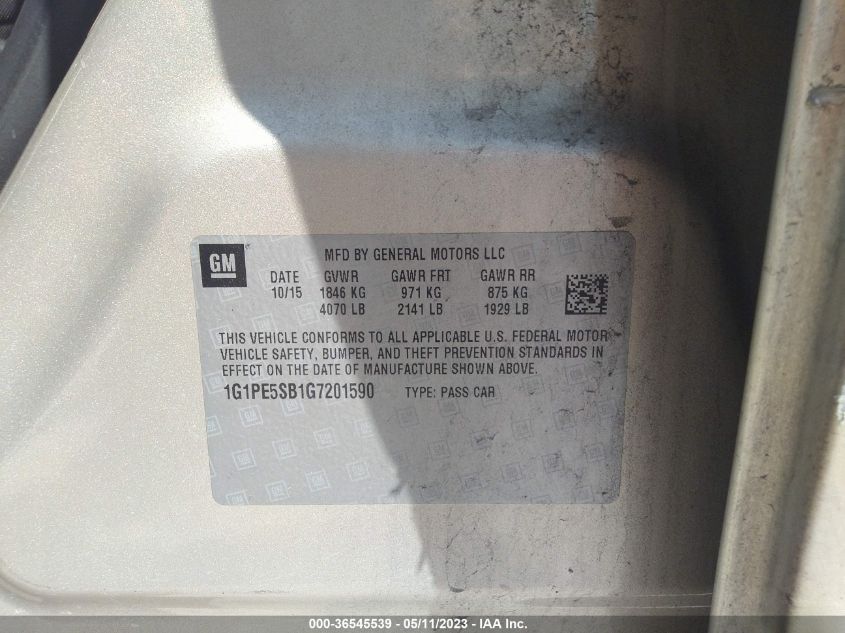 GM
MFD BY GENERAL MOTORS LLC
DATE GVWR GAWR FRT GAWR RR
10/15 1846 KG 971 KG 875 KG
4070 LB 2141 LB 1929 LB
THIS VEHICLE CONFORMS TO ALL APPLICABLE U.S. FEDERAL MOTOR
VEHICLE SAFETY, BUMPER, AND THEFT PREVENTION STANDARDS IN
EFFECT ON THE DATE OF MANUFACTURE SHOWN ABOVE.
1G1PE5SB1G7201590 TYPE: PASS CAR
000-36545539 - 05/11/2023 - IAA Inc.